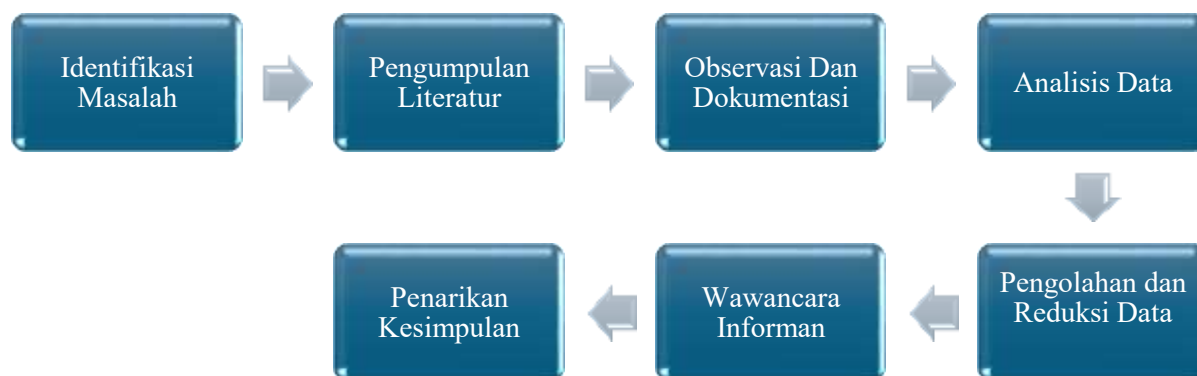 Identifikasi
Masalah
Pengumpulan
Literatur
Observasi Dan
Dokumentasi
Analisis Data
Pengolahan dan
Reduksi Data
Wawancara
Informan
Penarikan
Kesimpulan